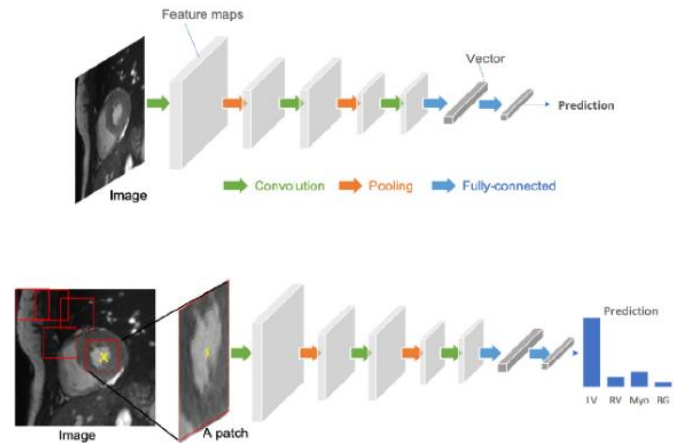 Feature maps
Vector
Prediction
Image
Convolution
Pooling
Fully-connected
Prediction
LV RV Myo BG
Image
A patch